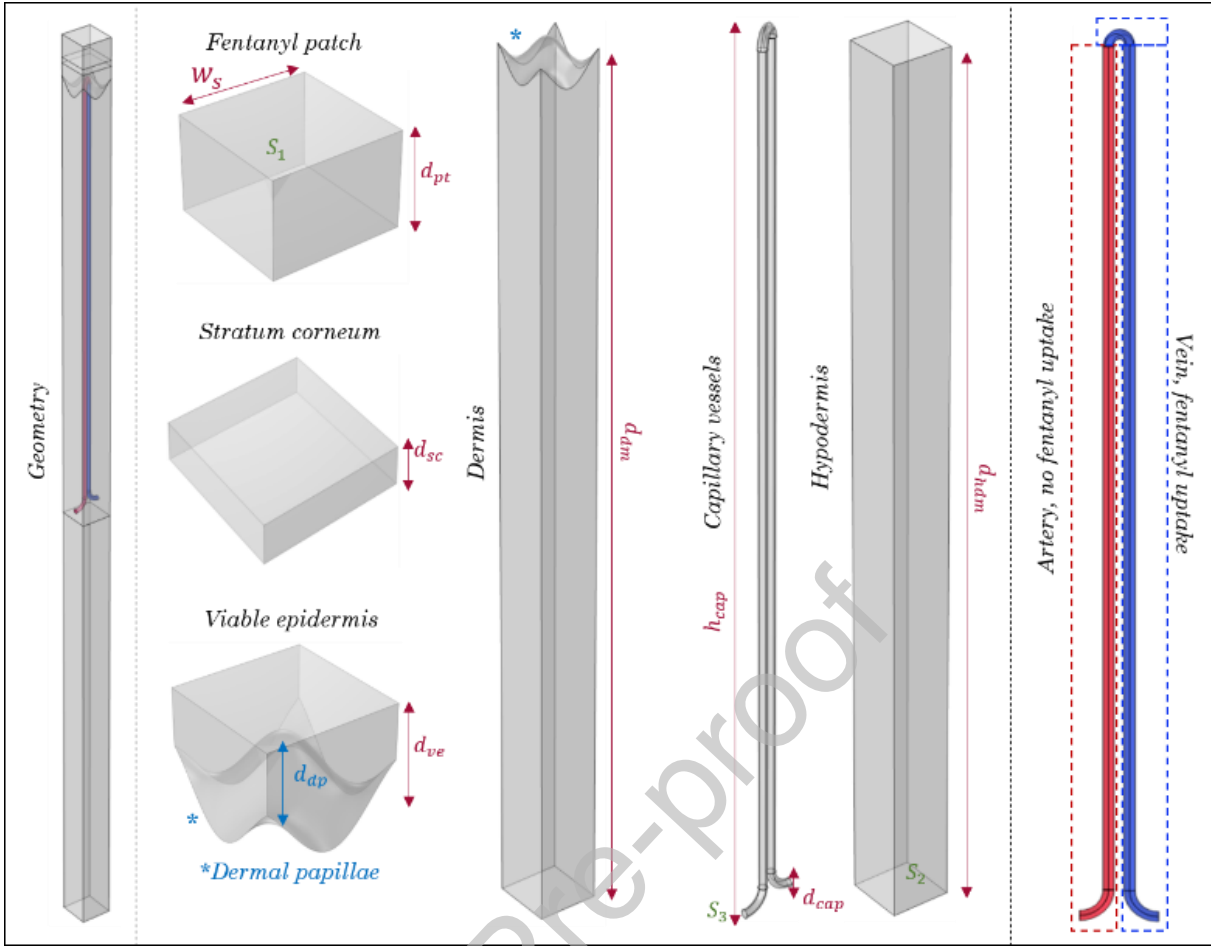 Geometry
Fentanyl patch
W_s
S_1
d_pt
Stratum corneum
d_sc
Viable epidermis
d_ve
d_dp
*
*Dermal papillae
*
Dermis
d_dm
Capillary vessels
h_cap
S_3
d_cap
Hypodermis
d_hdm
S_2
Artery, no fentanyl uptake
Vein, fentanyl uptake
Pre-proof